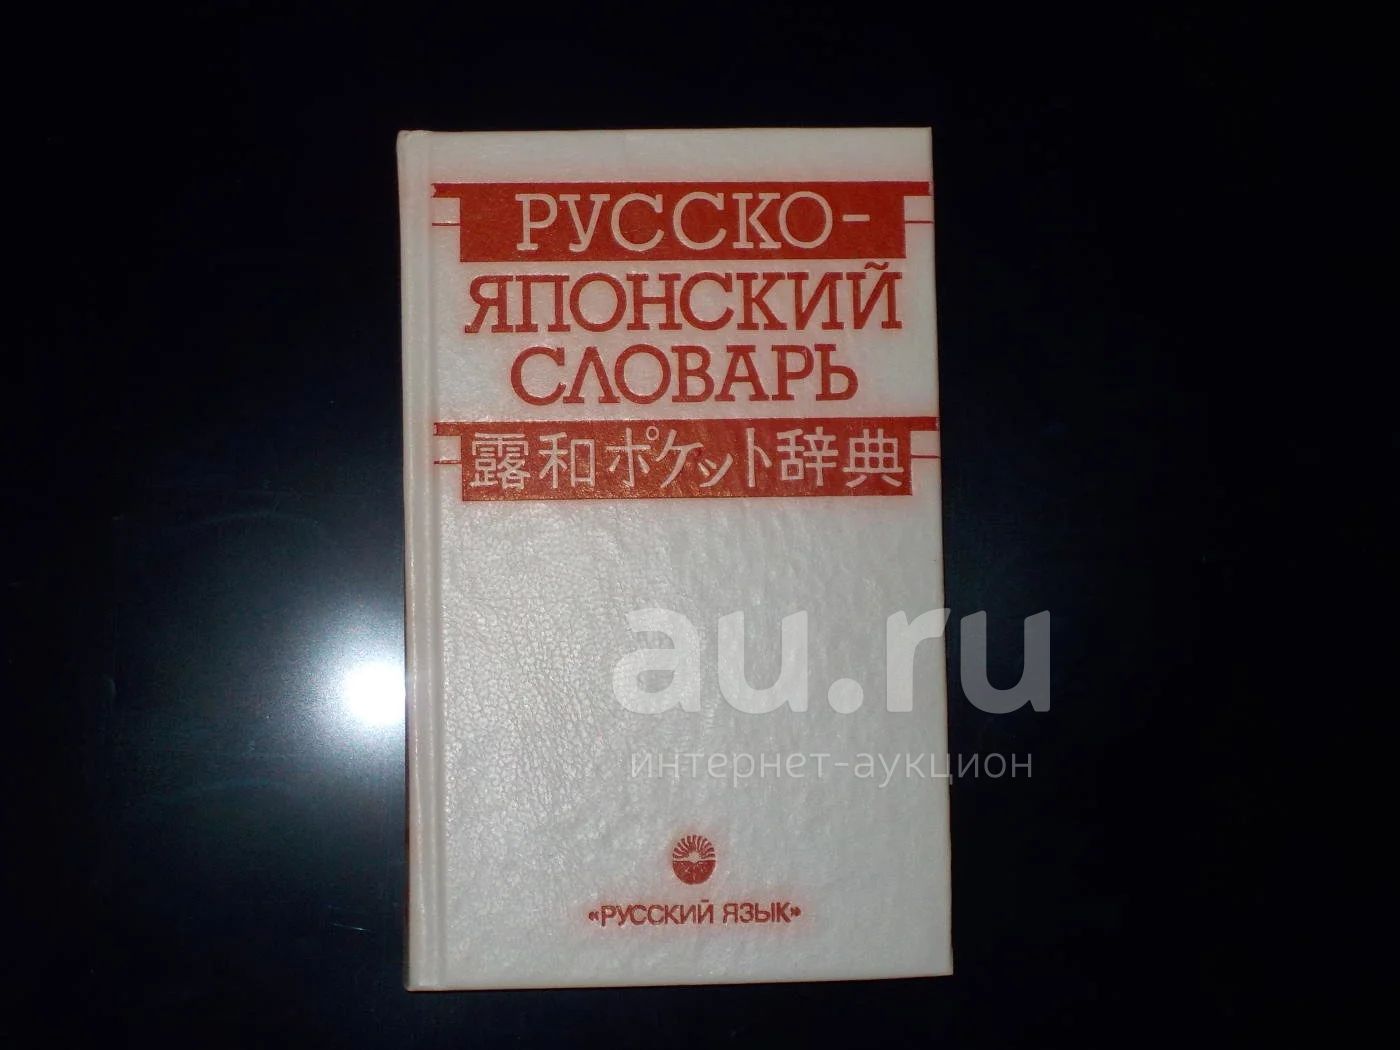 РУССКО-
ЯПОНСКИЙ
СЛОВАРЬ
露和ポケット辞典
au.ru
интернет-аукцион
«РУССКИЙ ЯЗЫК»